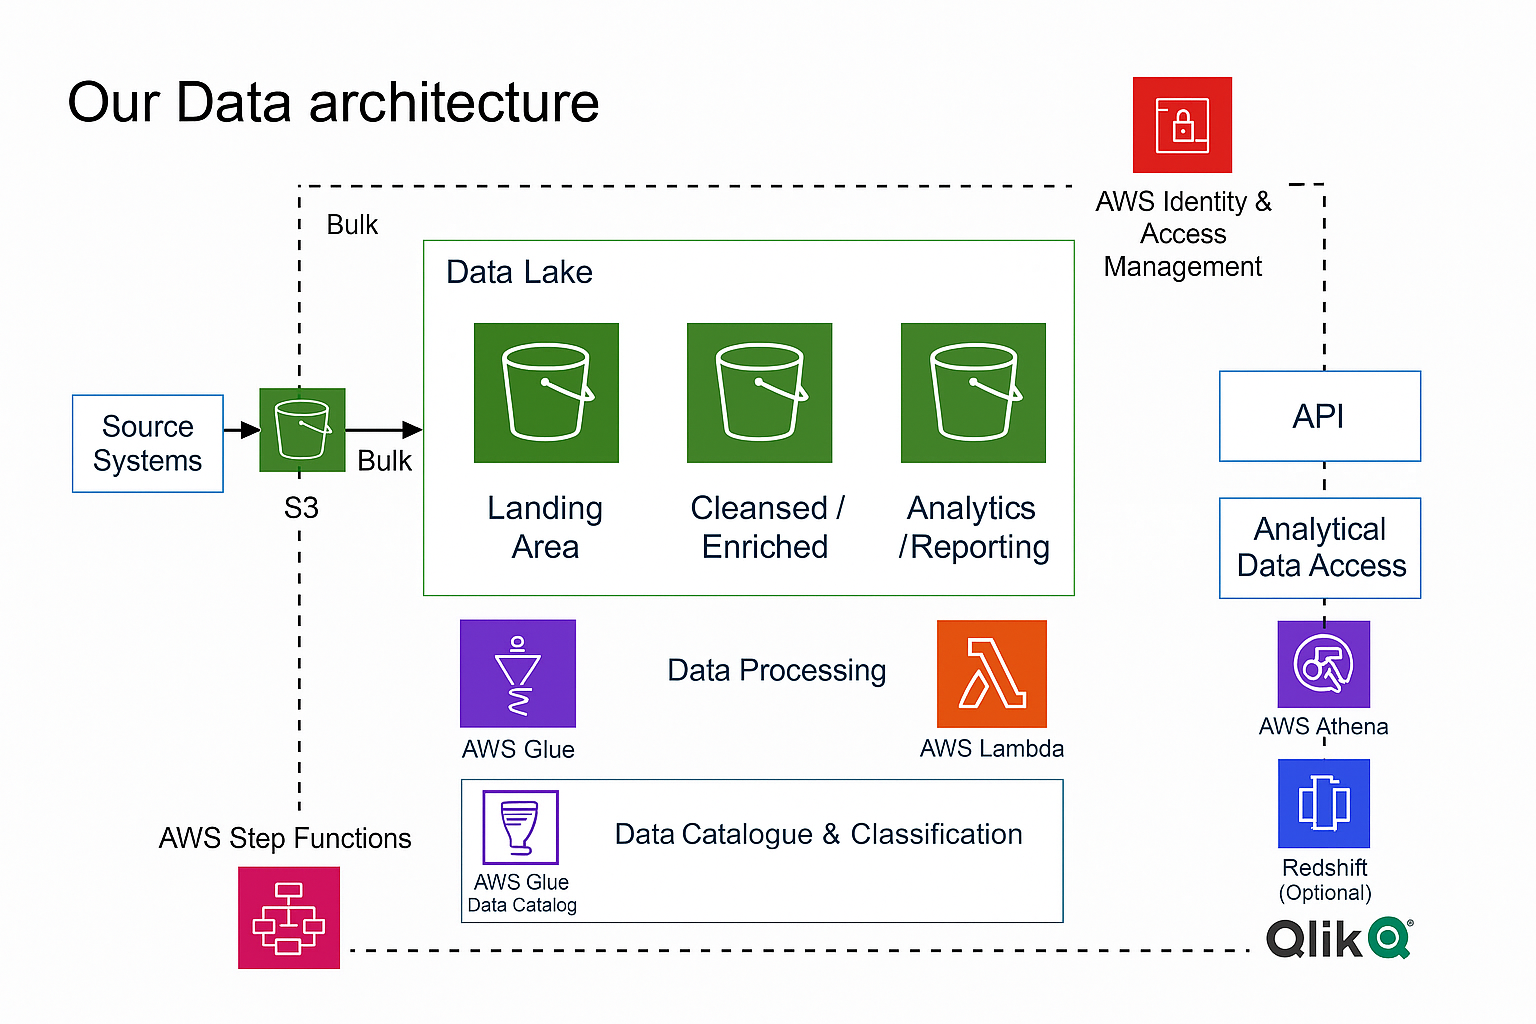 Our Data architecture
AWS Identity &
Access
Management
Bulk
Data Lake
Source
Systems
S3
Bulk
Landing
Area
Cleansed /
Enriched
Analytics
/Reporting
API
Analytical
Data Access
AWS Glue
Data Processing
AWS Lambda
AWS Athena
AWS Step Functions
AWS Glue
Data Catalog
Data Catalogue & Classification
Redshift
(Optional)
Qlik